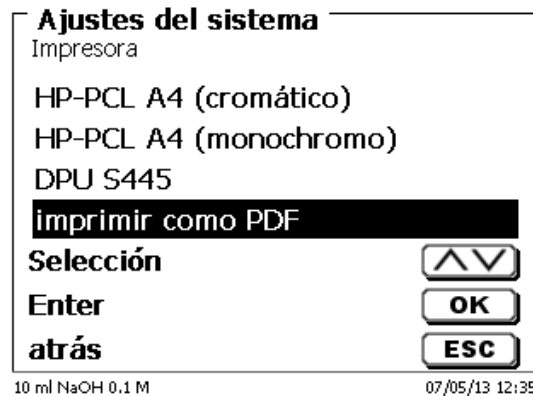 Ajustes del sistema
Impresora
HP-PCL A4 (cromático)
HP-PCL A4 (monochromo)
DPU S445
imprimir como PDF
Selección
Enter OK
atrás ESC
10 ml NaOH 0.1 M 07/05/13 12:35